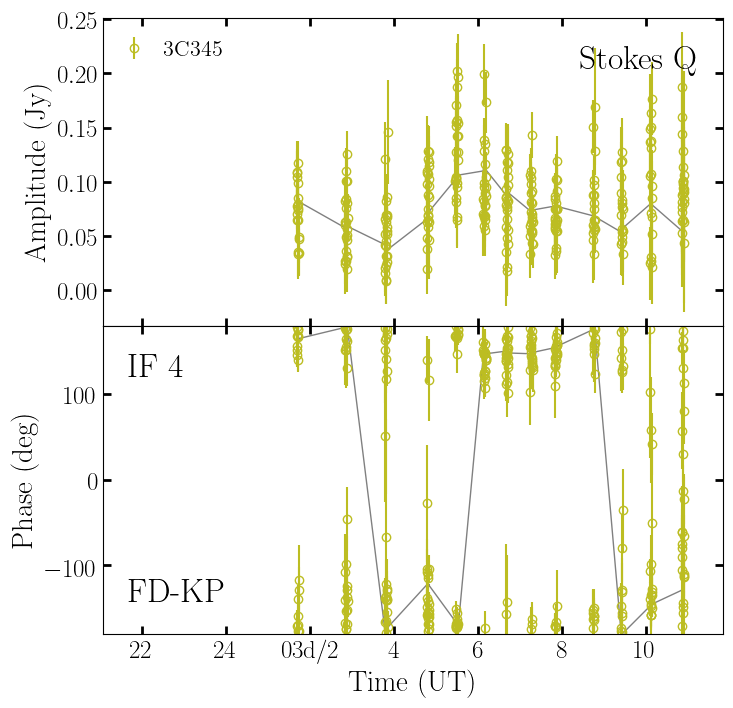 0.25
3C345
Stokes Q
0.20
0.15
0.10
0.05
0.00
Amplitude (Jy)
IF 4
100
0
−100
Phase (deg)
FD-KP
22 24 03d/2 4 6 8 10
Time (UT)